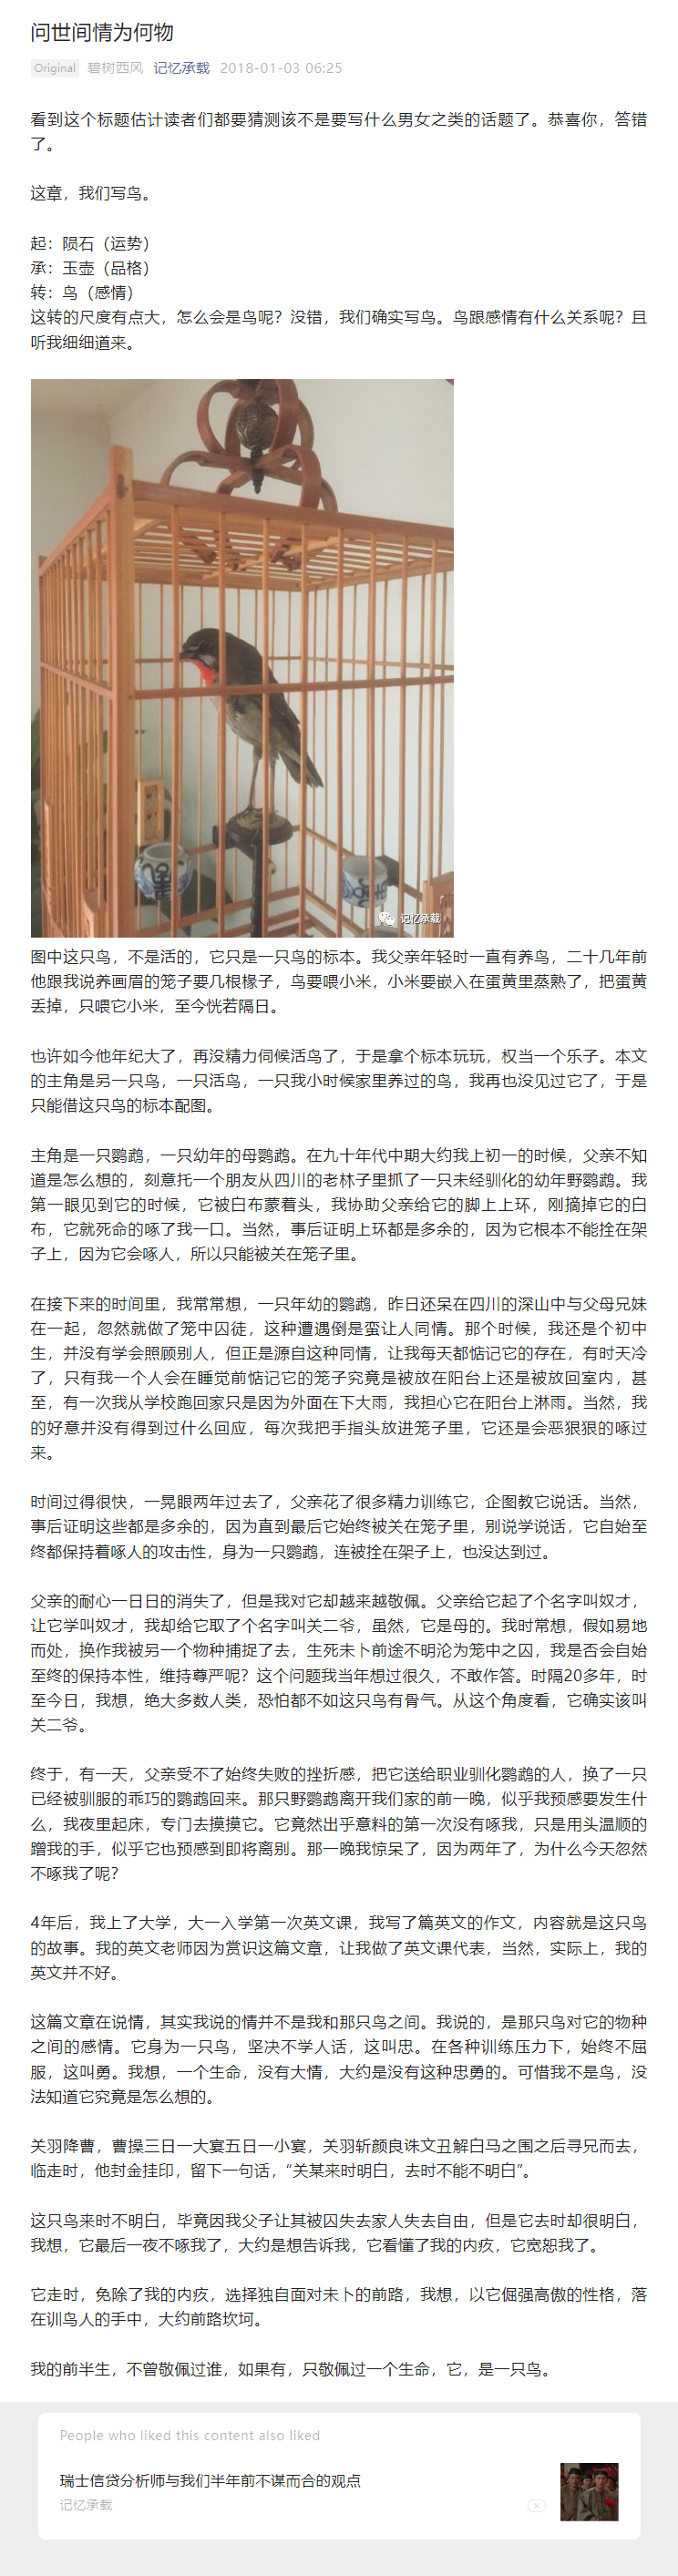 问世间情为何物
Original 碧树西风 记忆承载 2018-01-03 06:25
看到这个标题估计读者们都要猜测该不是要写什么男女之类的话题了。恭喜你，答错
了。
这章，我们写鸟。
起：陨石（运势）
承：玉壶（品格）
转：鸟（感情）
这转的尺度有点大，怎么会是鸟呢？没错，我们确实写鸟。鸟跟感情有什么关系呢？且
听我细细道来。
记忆承载
图中这只鸟，不是活的，它只是一只鸟的标本。我父亲年轻时一直有养鸟，二十几年前
他跟我说养画眉的笼子要几根椽子，鸟要喂小米，小米要嵌入在蛋黄里蒸熟了，把蛋黄
丢掉，只喂它小米，至今恍若隔日。
也许如今他年纪大了，再没精力伺候活鸟了，于是拿个标本玩玩，权当一个乐子。本文
的主角是另一只鸟，一只活鸟，一只我小时候家里养过的鸟，我再也没见过它了，于是
只能借这只鸟的标本配图。
主角是一只鹦鹉，一只幼年的母鹦鹉。在九十年代中期大约我上初一的时候，父亲不知
道是怎么想的，刻意托一个朋友从四川的老林子里抓了一只未经驯化的幼年野鹦鹉。我
第一眼见到它的时候，它被白布蒙着头，我协助父亲给它的脚上上环，刚摘掉它的白
布，它就死命的啄了我一口。当然，事后证明上环都是多余的，因为它根本不能拴在架
子上，因为它会啄人，所以只能被关在笼子里。
在接下来的时间里，我常常想，一只年幼的鹦鹉，昨日还呆在四川的深山中与父母兄妹
在一起，忽然就做了笼中囚徒，这种遭遇倒是蛮让人同情。那个时候，我还是个初中
生，并没有学会照顾别人，但正是源自这种同情，让我每天都惦记它的存在，有时天冷
了，只有我一个人会在睡觉前惦记它的笼子究竟是被放在阳台上还是被放回室内，甚
至，有一次我从学校跑回家只是因为外面在下大雨，我担心它在阳台上淋雨。当然，我
的好意并没有得到过什么回应，每次我把手指头放进笼子里，它还是会恶狠狠的啄过
来。
时间过得很快，一晃眼两年过去了，父亲花了很多精力训练它，企图教它说话。当然，
事后证明这些都是多余的，因为直到最后它始终被关在笼子里，别说学说话，它自始至
终都保持着啄人的攻击性，身为一只鹦鹉，连被拴在架子上，也没达到过。
父亲的耐心一日日的消失了，但是我对它却越来越敬佩。父亲给它起了个名字叫奴才，
让它学叫奴才，我却给它取了个名字叫关二爷，虽然，它是母的。我时常想，假如易地
而处，换作我被另一个物种捕捉了去，生死未卜前途不明沦为笼中之囚，我是否会自始
至终的保持本性，维持尊严呢？这个问题我当年想过很久，不敢作答。时隔20多年，时
至今日，我想，绝大多数人类，恐怕都不如这只鸟有骨气。从这个角度看，它确实该叫
关二爷。
终于，有一天，父亲受不了始终失败的挫折感，把它送给职业驯化鹦鹉的人，换了一只
已经被驯服的乖巧的鹦鹉回来。那只野鹦鹉离开我们家的前一晚，似乎我预感要发生什
么，我夜里起床，专门去摸摸它。它竟然出乎意料的第一次没有啄我，只是用头温顺的
蹭我的手，似乎它也预感到即将离别。那一晚我惊呆了，因为两年了，为什么今天忽然
不啄我了呢？
4年后，我上了大学，大一入学第一次英文课，我写了篇英文的作文，内容就是这只鸟
的故事。我的英文老师因为赏识这篇文章，让我做了英文课代表，当然，实际上，我的
英文并不好。
这篇文章在说情，其实我说的情并不是我和那只鸟之间。我说的，是那只鸟对它的物种
之间的感情。它身为一只鸟，坚决不学人话，这叫忠。在各种训练压力下，始终不屈
服，这叫勇。我想，一个生命，没有大情，大约是没有这种忠勇的。可惜我不是鸟，没
法知道它究竟是怎么想的。
关羽降曹，曹操三日一大宴五日一小宴，关羽斩颜良诛文丑解白马之围之后寻兄而去，
临走时，他封金挂印，留下一句话，“关某来时明白，去时不能不明白”。
这只鸟来时不明白，毕竟因我父子让其被囚失去家人失去自由，但是它去时却很明白，
我想，它最后一夜不啄我了，大约是想告诉我，它看懂了我的内疚，它宽恕我了。
它走时，免除了我的内疚，选择独自面对未卜的前路，我想，以它倔强高傲的性格，落
在训鸟人的手中，大约前路坎坷。
我的前半生，不曾敬佩过谁，如果有，只敬佩过一个生命，它，是一只鸟。
People who liked this content also liked
瑞士信贷分析师与我们半年前不谋而合的观点
记忆承载